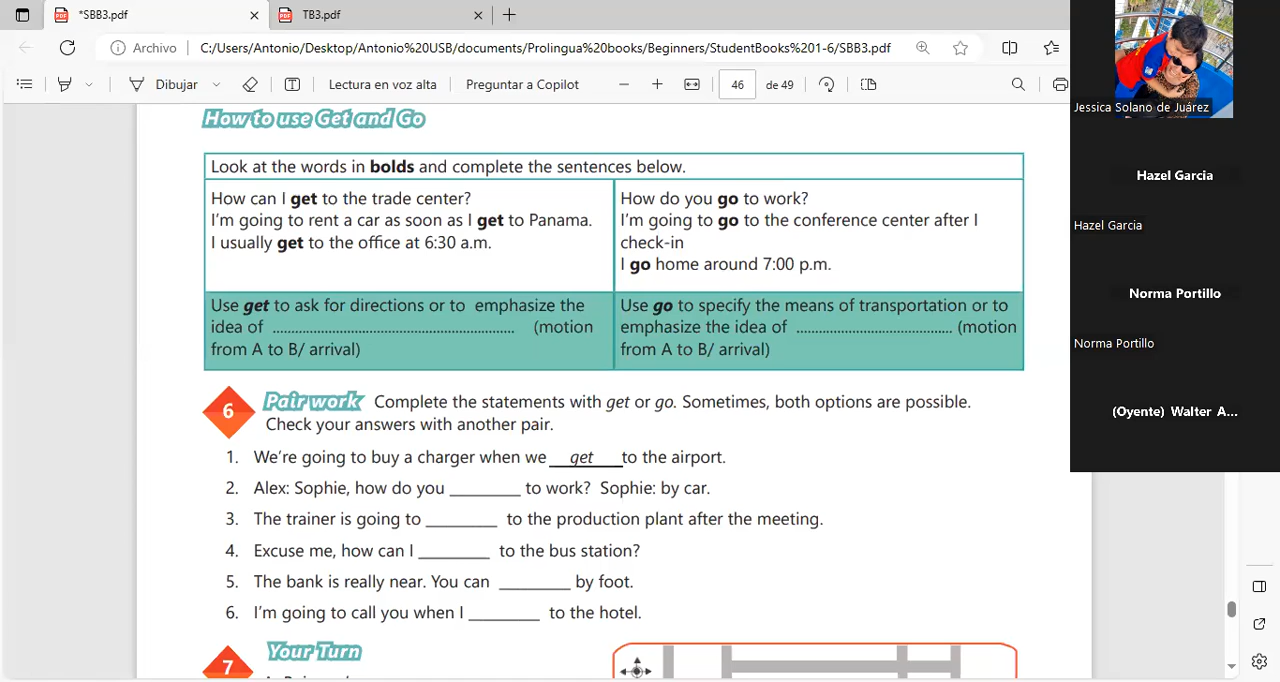 *SBB3.pdf
TB3.pdf
Archivo
C:/Users/Antonio/Desktop/Antonio%20USB/documents/Prolingua%20books/Beginners/StudentBooks%201-6/SBB3.pdf
Dibujar
Lectura en voz alta
Preguntar a Copilot
46
de 49
How to use Get and Go
Look at the words in bolds and complete the sentences below.
How can I get to the trade center?
I'm going to rent a car as soon as I get to Panama.
I usually get to the office at 6:30 a.m.
How do you go to work?
I'm going to go to the conference center after I
check-in
I go home around 7:00 p.m.
Use get to ask for directions or to emphasize the
idea of ................................................ (motion
from A to B/ arrival)
Use go to specify the means of transportation or to
emphasize the idea of ............................... (motion
from A to B/ arrival)
6 Pair work Complete the statements with get or go. Sometimes, both options are possible.
Check your answers with another pair.
1. We're going to buy a charger when we __get__to the airport.
2. Alex: Sophie, how do you ________ to work? Sophie: by car.
3. The trainer is going to ________ to the production plant after the meeting.
4. Excuse me, how can I ________ to the bus station?
5. The bank is really near. You can ________ by foot.
6. I'm going to call you when I ________ to the hotel.
7 Your Turn
Jessica Solano de Juárez
Hazel Garcia
Hazel Garcia
Norma Portillo
Norma Portillo
(Oyente) Walter A...